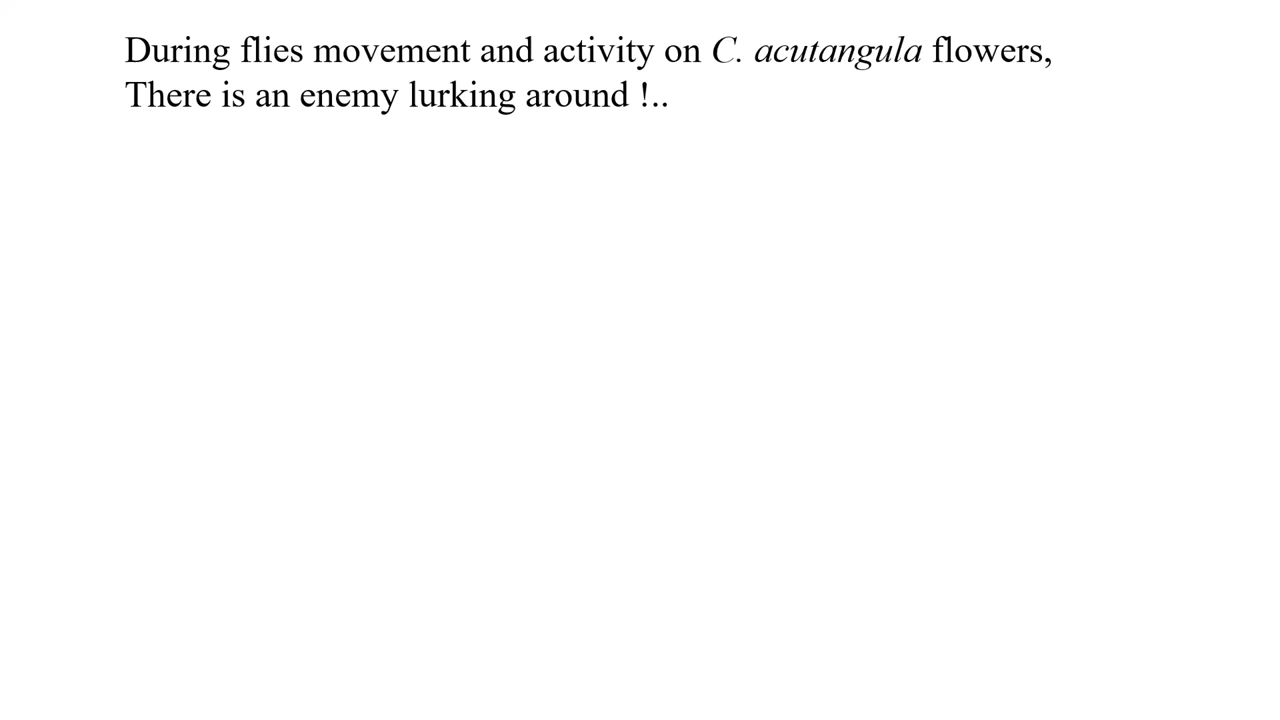 During flies movement and activity on C. acutangula flowers,
There is an enemy lurking around !..